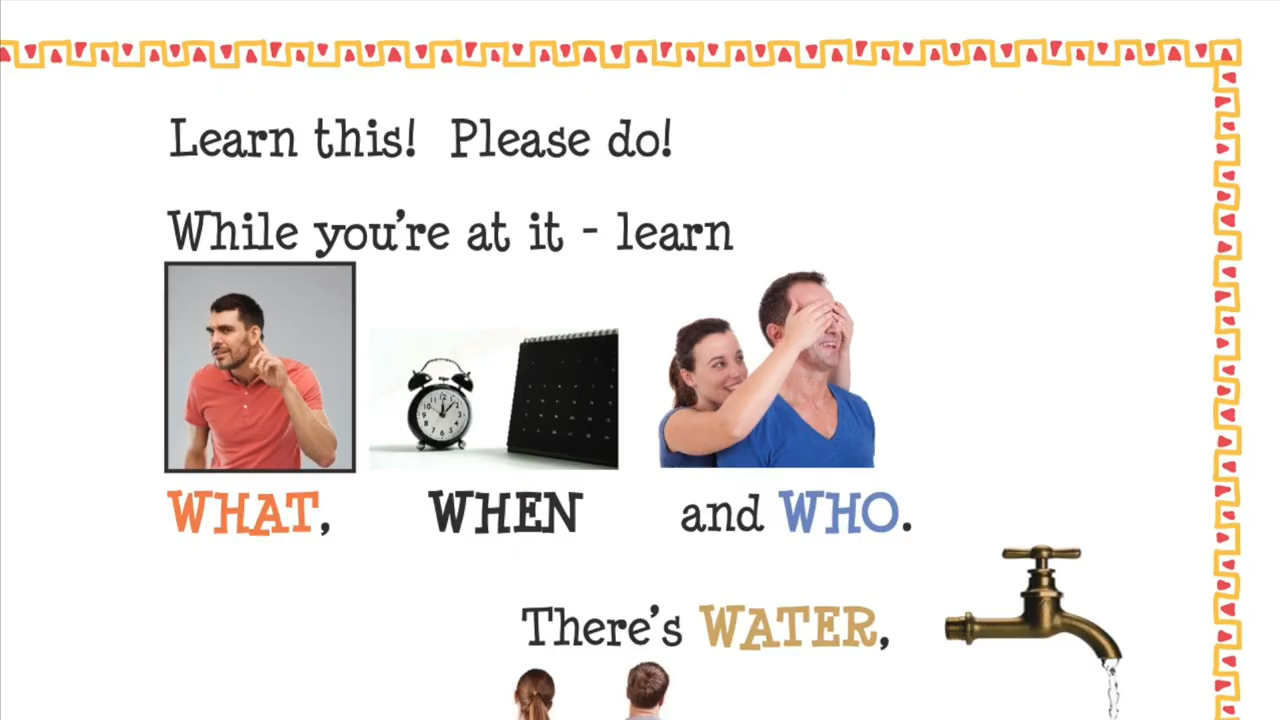 Learn this!  Please do!
While you're at it - learn
WHAT, WHEN and WHO.
There's WATER,